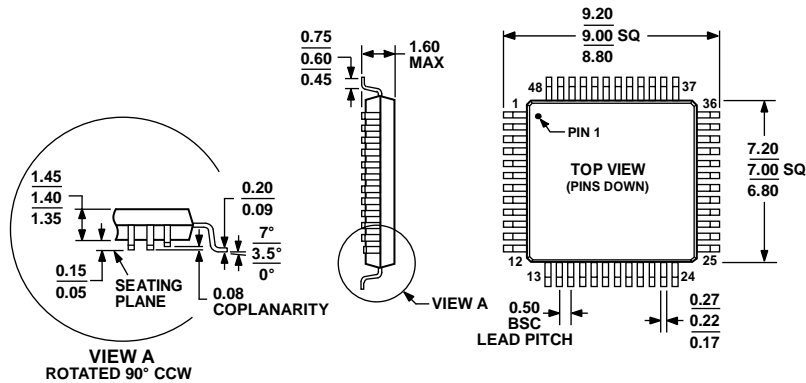 0.75
0.60
0.45
1.60
MAX
9.20
9.00 SQ
8.80
48
37
1
36
PIN 1
TOP VIEW
(PINS DOWN)
7.20
7.00 SQ
6.80
12
25
13
24
0.50
BSC
LEAD PITCH
0.27
0.22
0.17
VIEW A
1.45
1.40
1.35
0.20
0.09
7°
3.5°
0°
0.15
0.05
SEATING
PLANE
0.08
COPLANARITY
VIEW A
ROTATED 90° CCW